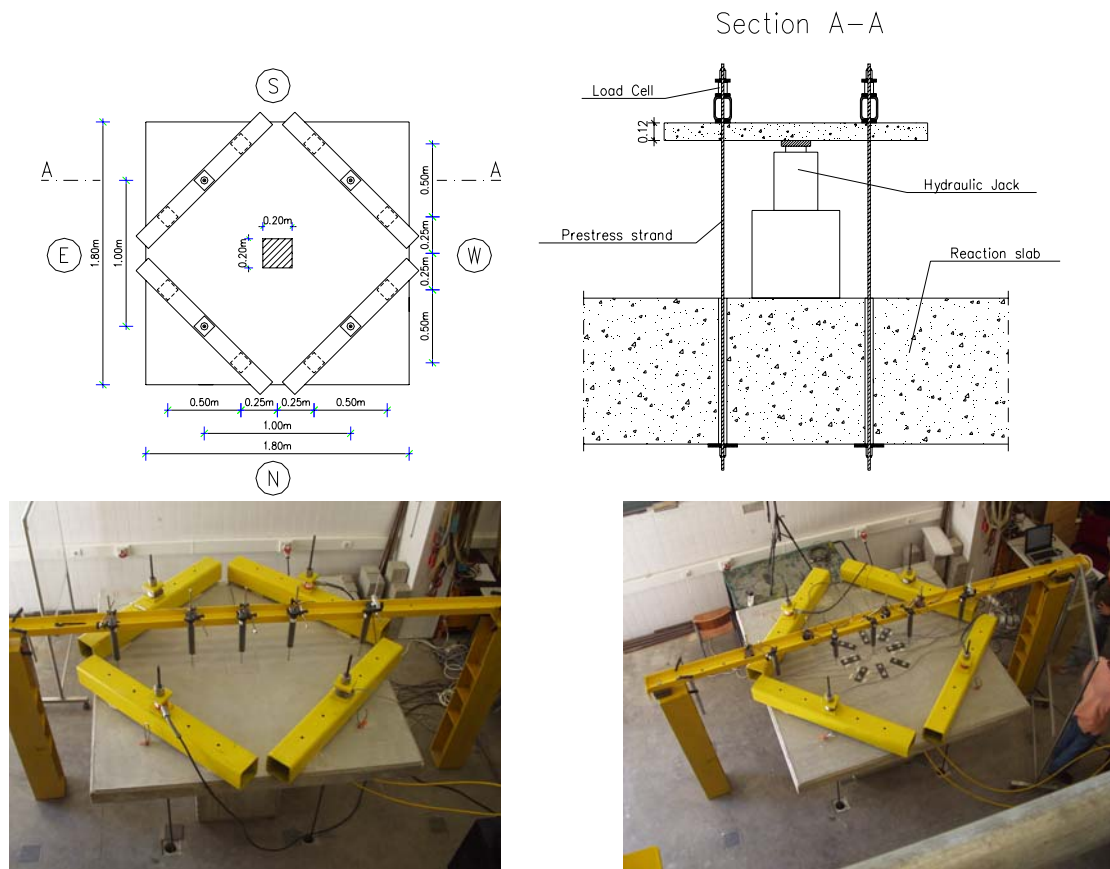 Section A-A
S
A
A
E
W
N
1.80m
1.00m
0.20m
0.20m
0.50m
0.25m
0.25m
0.50m
0.50m
0.25m
0.25m
0.50m
1.00m
1.80m
Load Cell
0.12
Hydraulic Jack
Prestress strand
Reaction slab